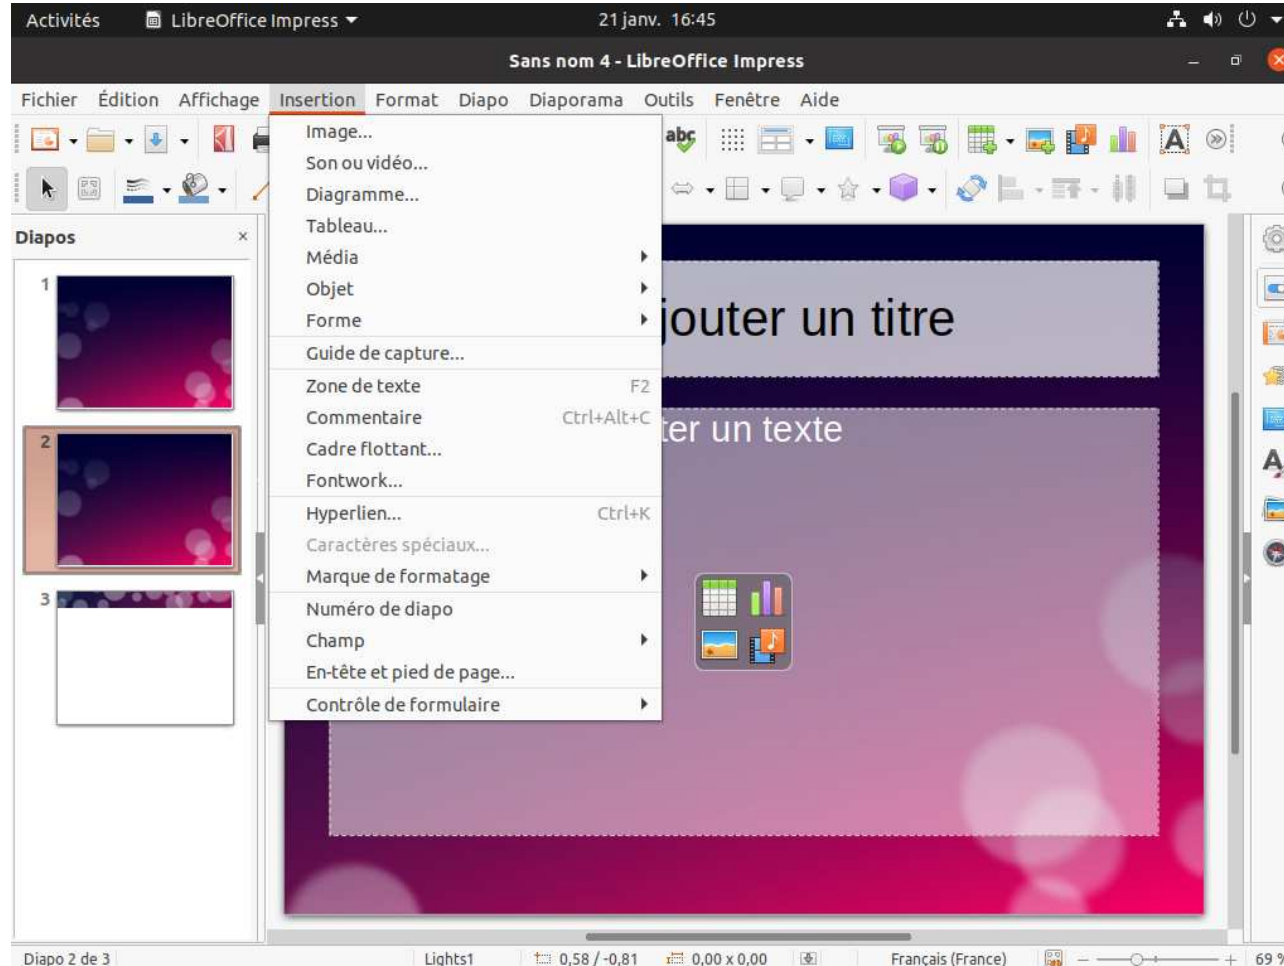 Activités LibreOffice Impress 21 janv. 16:45
Sans nom 4 - LibreOffice Impress
Fichier Édition Affichage Insertion Format Diapo Diaporama Outils Fenêtre Aide
Image...
Son ou vidéo...
Diagramme...
Tableau...
Média
Objet
Forme
Guide de capture...
Zone de texte F2
Commentaire Ctrl+Alt+C
Cadre flottant...
Fontwork...
Hyperlien... Ctrl+K
Caractères spéciaux...
Marque de formatage
Numéro de diapo
Champ
En-tête et pied de page...
Contrôle de formulaire
abc
A
Diapos
1
2
3
jouter un titre
ter un texte
Diapo 2 de 3 Lights1 0,58 / -0,81 0,00 x 0,00 Français (France) 69 %